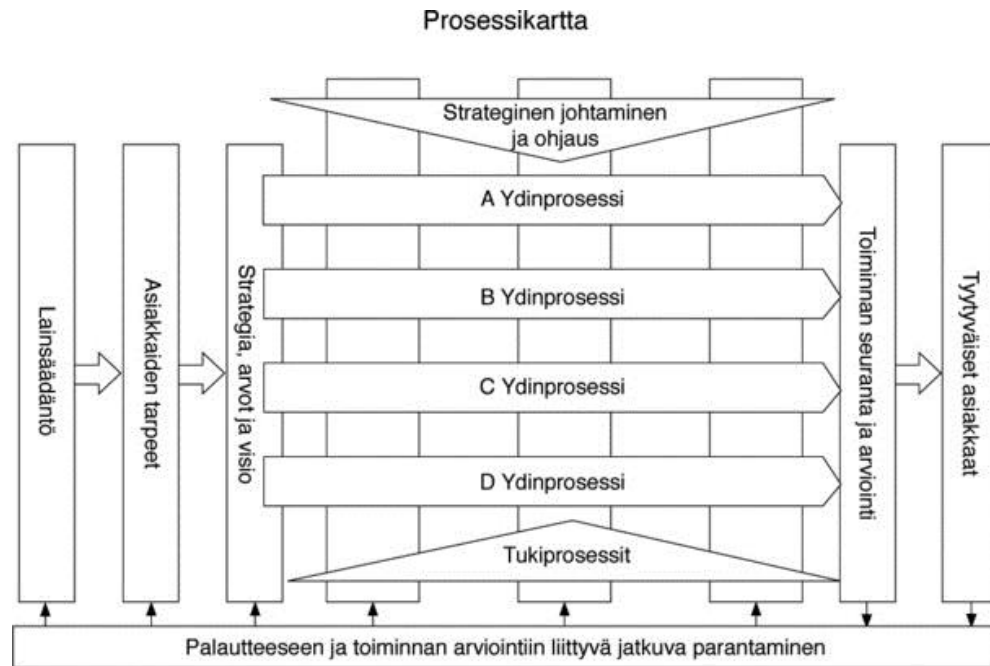 Prosessikartta
Strateginen johtaminen
ja ohjaus
Lainsäädäntö
Asiakkaiden tarpeet
Strategia, arvot ja visio
A Ydinprosessi
B Ydinprosessi
C Ydinprosessi
D Ydinprosessi
Tukiprosessit
Toiminnan seuranta ja arviointi
Tyytyväiset asiakkaat
Palautteeseen ja toiminnan arviointiin liittyvä jatkuva parantaminen